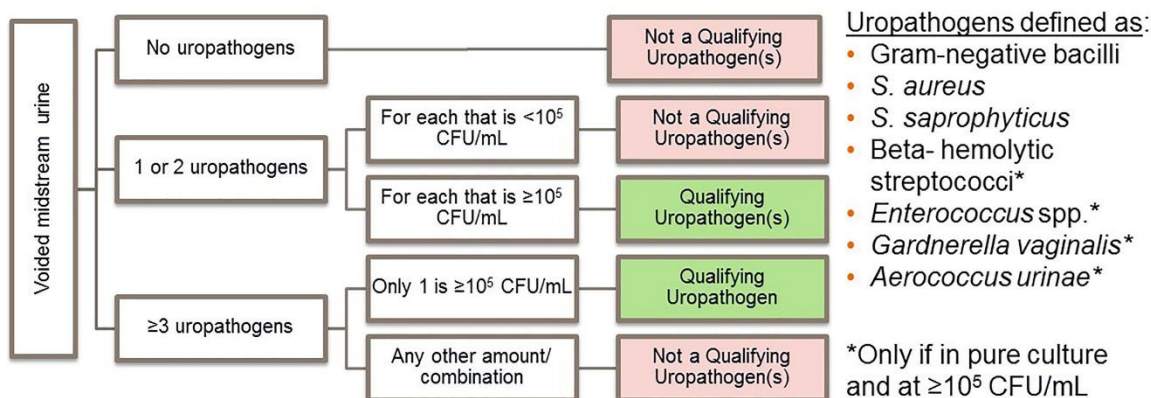 Voided midstream urine
No uropathogens
Not a Qualifying
Uropathogen(s)
1 or 2 uropathogens
For each that is <10⁵
CFU/mL
Not a Qualifying
Uropathogen(s)
For each that is ≥10⁵
CFU/mL
Qualifying
Uropathogen(s)
≥3 uropathogens
Only 1 is ≥10⁵ CFU/mL
Qualifying
Uropathogen
Any other amount/
combination
Not a Qualifying
Uropathogen(s)
Uropathogens defined as:
• Gram-negative bacilli
• S. aureus
• S. saprophyticus
• Beta- hemolytic
streptococci*
• Enterococcus spp.*
• Gardnerella vaginalis*
• Aerococcus urinae*
*Only if in pure culture
and at ≥10⁵ CFU/mL